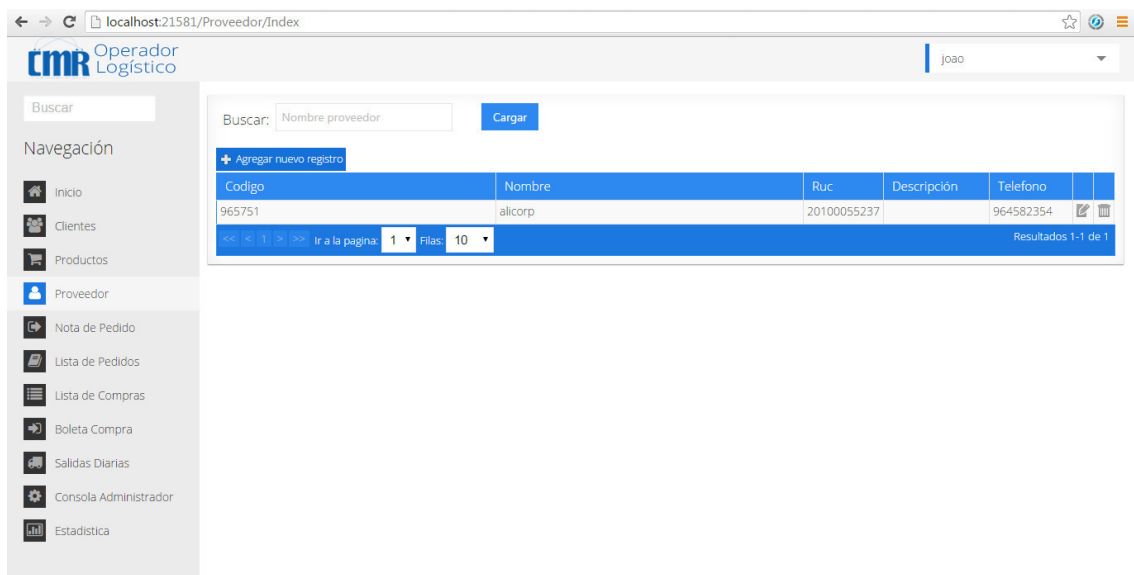 localhost:21581/Proveedor/Index
CMR Operador Logístico
joao
Buscar
Navegación
Inicio
Clientes
Productos
Proveedor
Nota de Pedido
Lista de Pedidos
Lista de Compras
Boleta Compra
Salidas Diarias
Consola Administrador
Estadistica
Buscar: Nombre proveedor Cargar
Agregar nuevo registro
Codigo Nombre Ruc Descripción Telefono
965751 alicorp 20100055237 964582354
<< < 1 > >> Ir a la pagina: 1 Filas: 10 Resultados 1-1 de 1